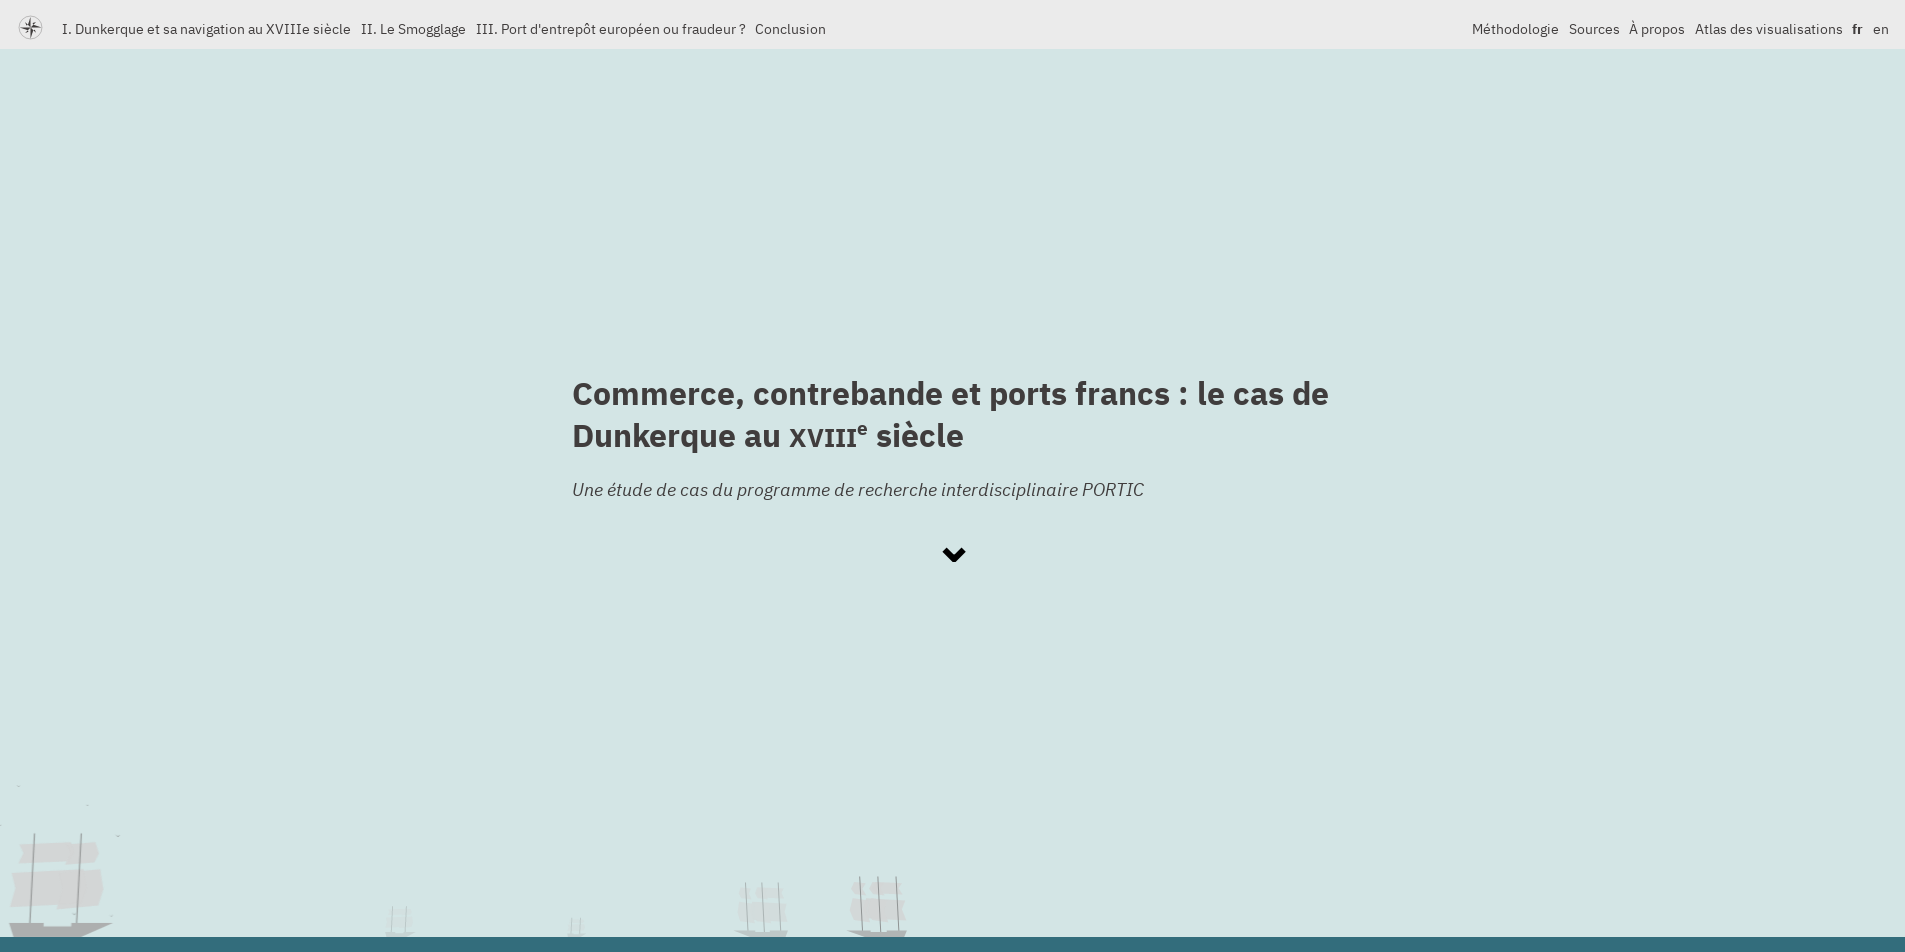 I. Dunkerque et sa navigation au XVIIIe siècle II. Le Smogglage III. Port d'entrepôt européen ou fraudeur ? Conclusion Méthodologie Sources À propos Atlas des visualisations fr en
Commerce, contrebande et ports francs : le cas de
Dunkerque au XVIIIe siècle
Une étude de cas du programme de recherche interdisciplinaire PORTIC